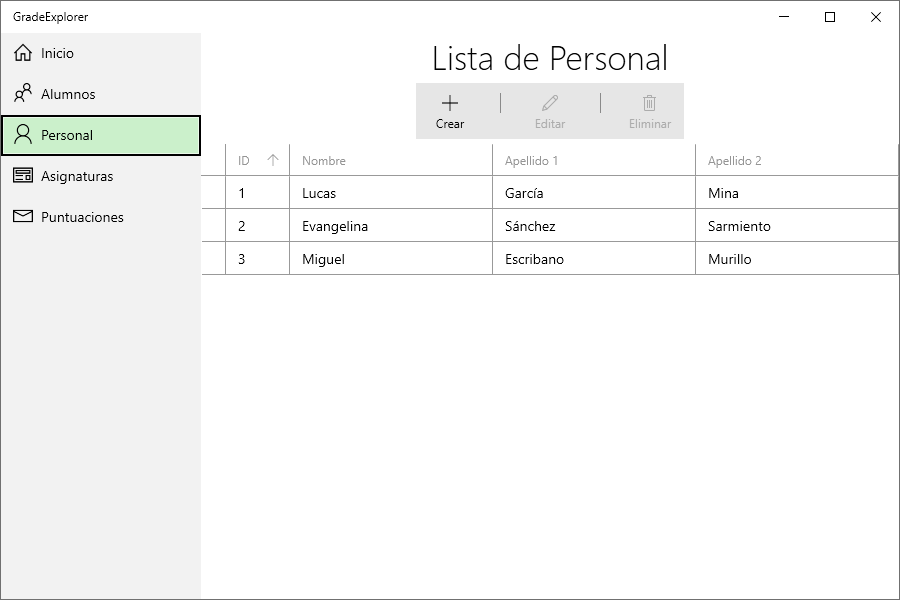 GradeExplorer
Inicio
Alumnos
Personal
Asignaturas
Puntuaciones
Lista de Personal
Crear Editar Eliminar
ID Nombre Apellido 1 Apellido 2
1 Lucas García Mina
2 Evangelina Sánchez Sarmiento
3 Miguel Escribano Murillo